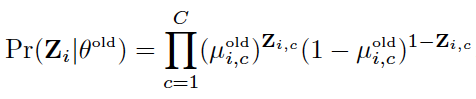 Pr(𝐙_i|θ^old) = ∏_{c=1}^{C} (μ_{i,c}^old)^{𝐙_{i,c}} (1 − μ_{i,c}^old)^{1−𝐙_{i,c}}